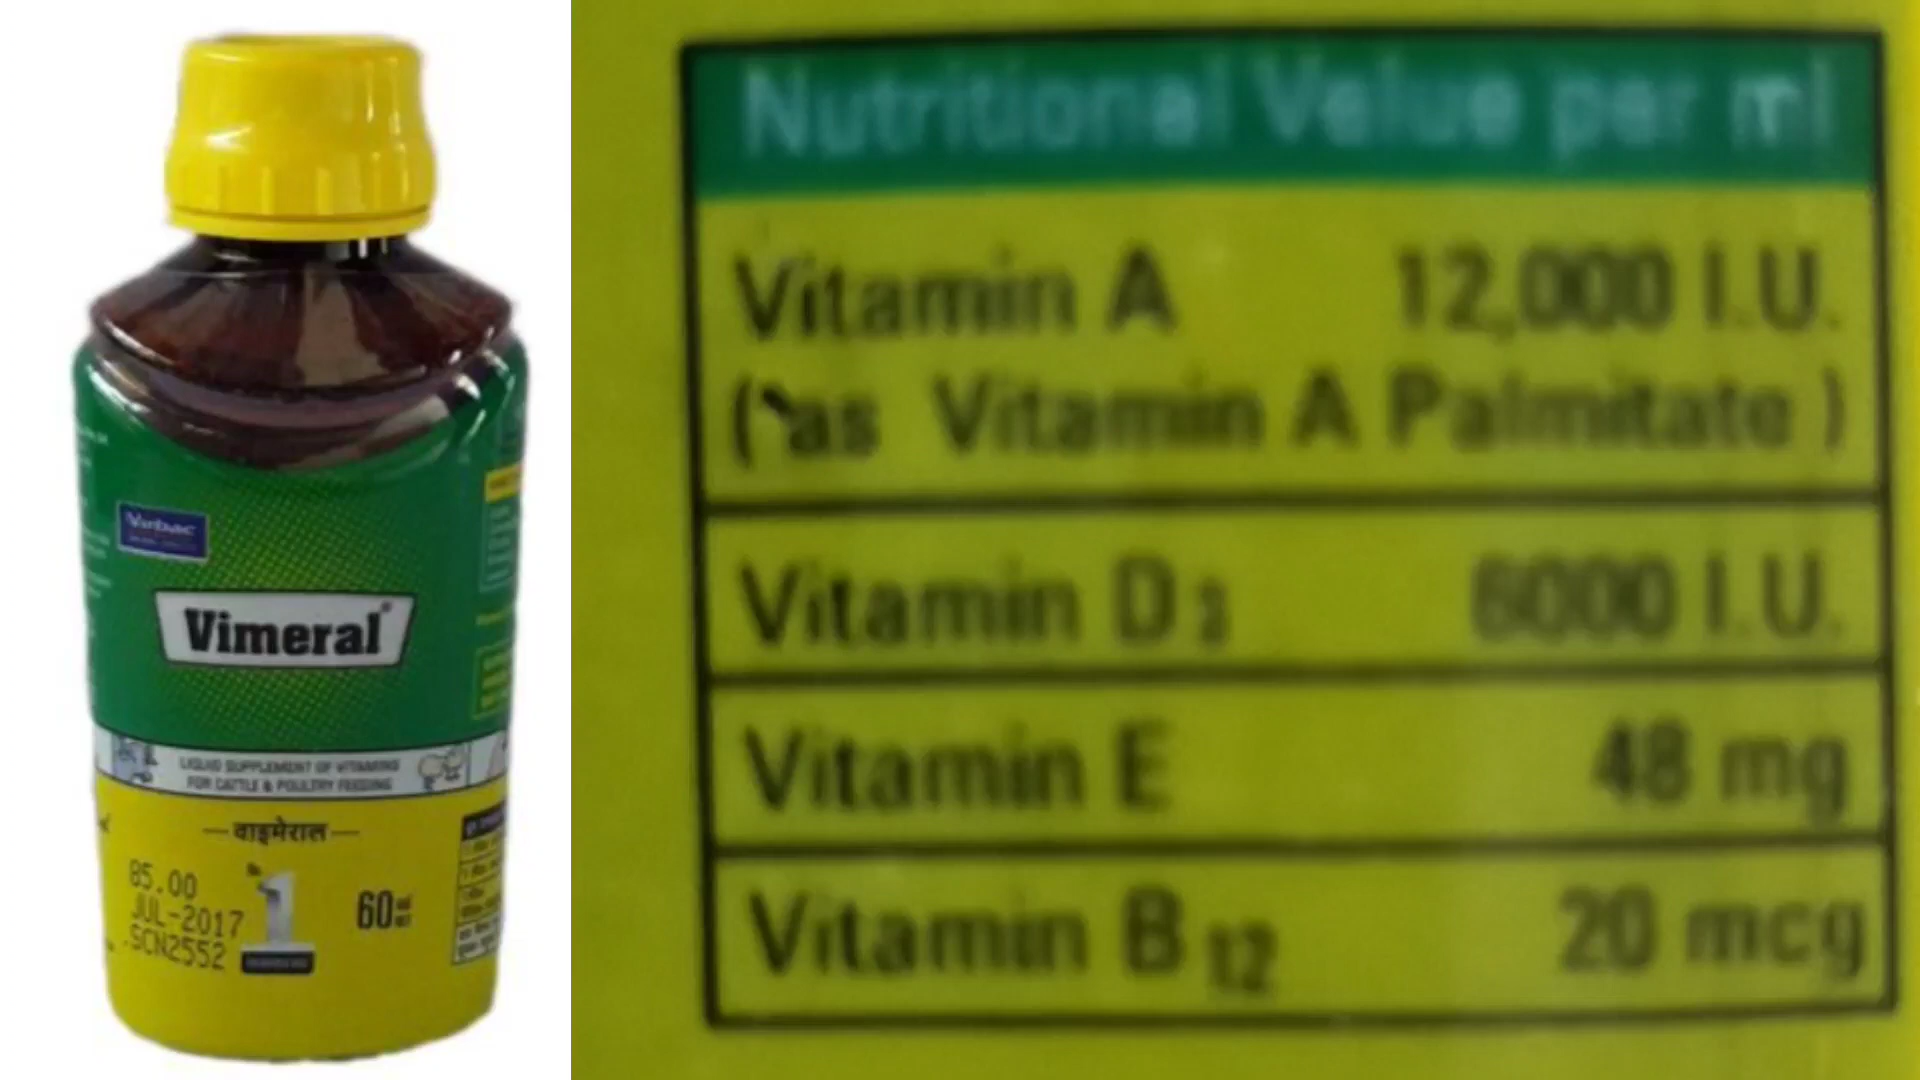 Virbac
Vimeral®
LIQUID SUPPLEMENT OF VITAMINS
FOR CATTLE & POULTRY FEEDING
वाइमेराल
85.00
JUL-2017
SCN2552
1
60
Nutritional Value per ml
Vitamin A 12,000 I.U.
(as Vitamin A Palmitate)
Vitamin D3 6000 I.U.
Vitamin E 48 mg
Vitamin B12 20 mcg